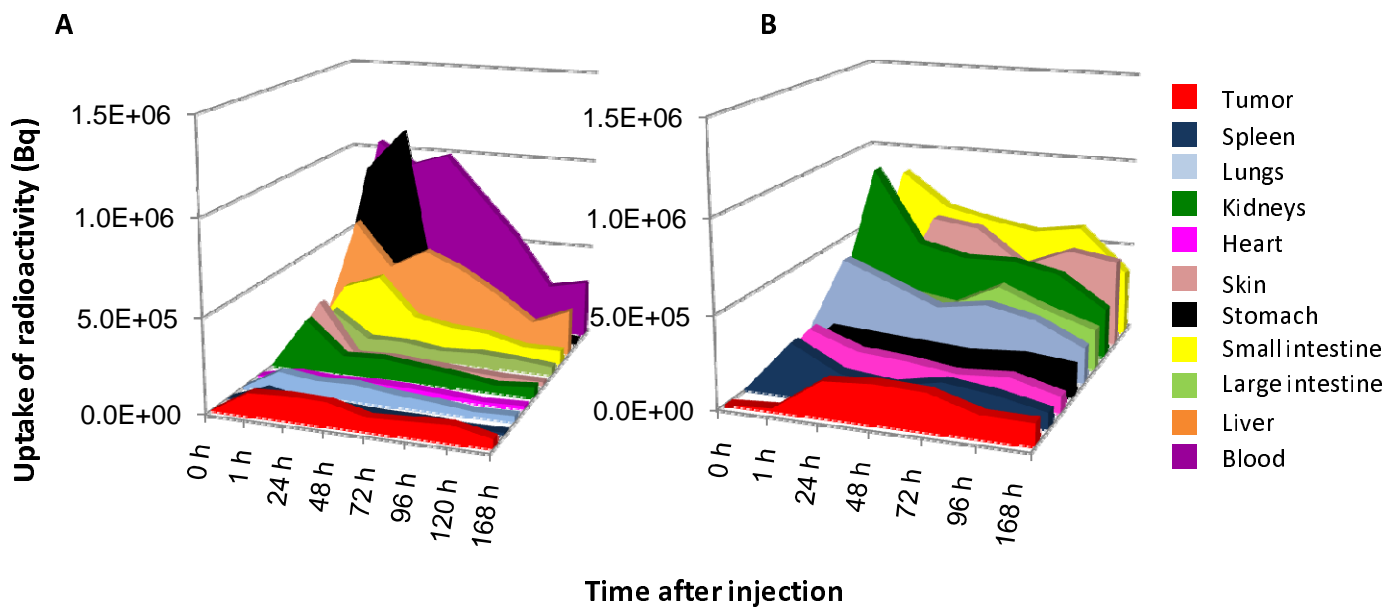 A
B
Uptake of radioactivity (Bq)
1.5E+06
1.0E+06
5.0E+05
0.0E+00
0 h
1 h
24 h
48 h
72 h
96 h
120 h
168 h
1.5E+06
1.0E+06
5.0E+05
0.0E+00
0 h
1 h
24 h
48 h
72 h
96 h
168 h
Tumor
Spleen
Lungs
Kidneys
Heart
Skin
Stomach
Small intestine
Large intestine
Liver
Blood
Time after injection